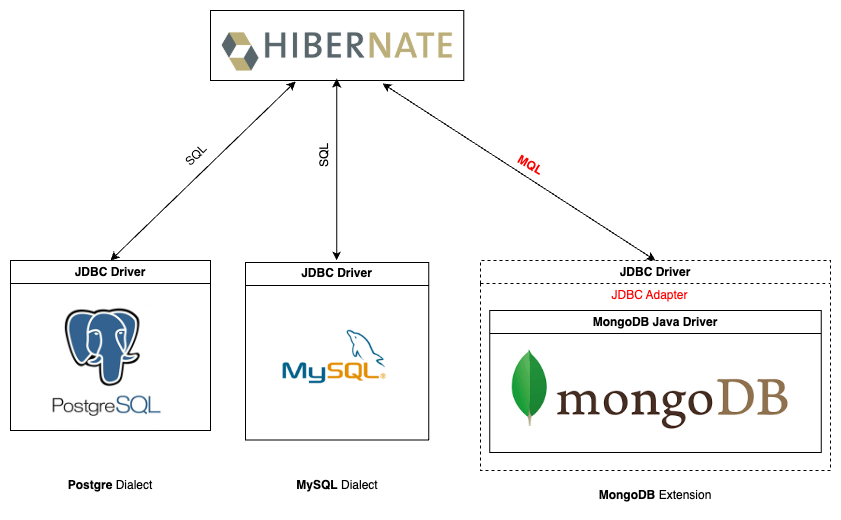 HIBERNATE
SQL
SQL
MQL
JDBC Driver
JDBC Driver
JDBC Driver
JDBC Adapter
MongoDB Java Driver
PostgreSQL
MySQL®
mongoDB
Postgre Dialect
MySQL Dialect
MongoDB Extension